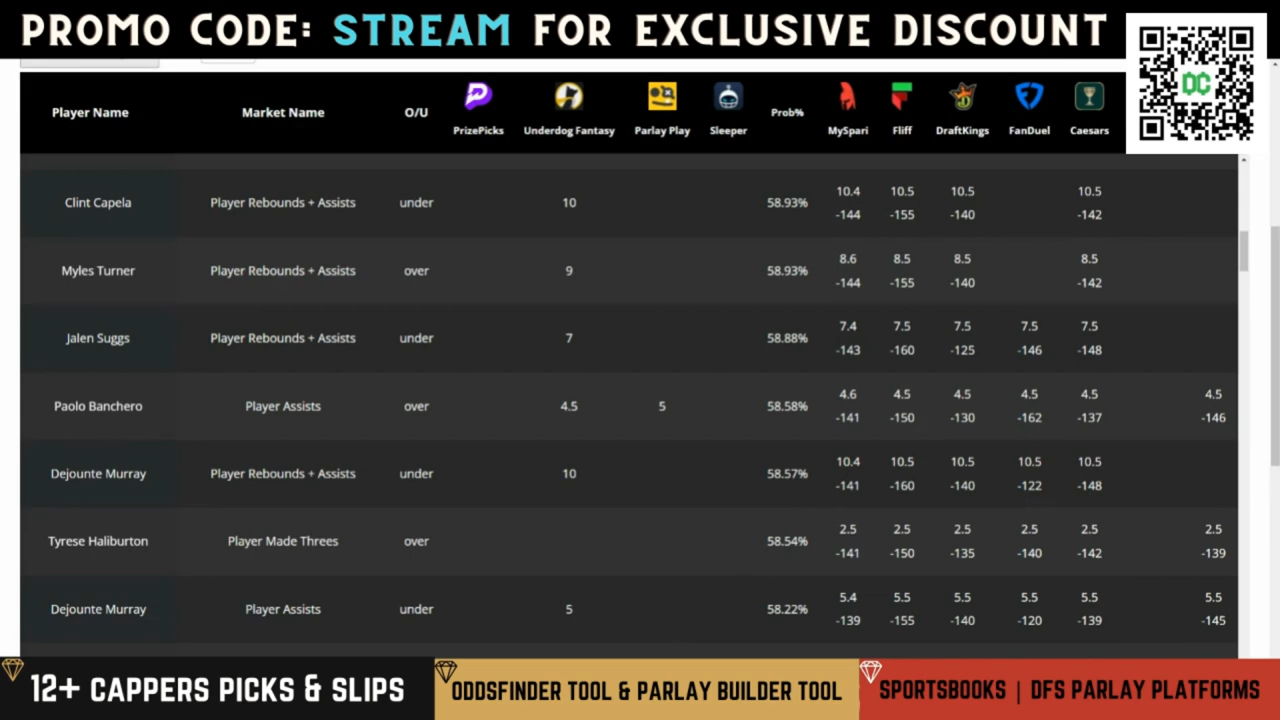 PROMO CODE: STREAM FOR EXCLUSIVE DISCOUNT
DC
Player Name Market Name O/U PrizePicks Underdog Fantasy Parlay Play Sleeper Prob% MySpari Fliff DraftKings FanDuel Caesars
Clint Capela Player Rebounds + Assists under 10 58.93% 10.4 10.5 10.5 10.5
-144 -155 -140 -142
Myles Turner Player Rebounds + Assists over 9 58.93% 8.6 8.5 8.5 8.5
-144 -155 -140 -142
Jalen Suggs Player Rebounds + Assists under 7 58.88% 7.4 7.5 7.5 7.5 7.5
-143 -160 -125 -146 -148
Paolo Banchero Player Assists over 4.5 5 58.58% 4.6 4.5 4.5 4.5 4.5 4.5
-141 -150 -130 -162 -137 -146
Dejounte Murray Player Rebounds + Assists under 10 58.57% 10.4 10.5 10.5 10.5 10.5
-141 -160 -140 -122 -148
Tyrese Haliburton Player Made Threes over 58.54% 2.5 2.5 2.5 2.5 2.5 2.5
-141 -150 -135 -140 -142 -139
Dejounte Murray Player Assists under 5 58.22% 5.4 5.5 5.5 5.5 5.5 5.5
-139 -155 -140 -120 -139 -145
12+ CAPPERS PICKS & SLIPS
ODDSFINDER TOOL & PARLAY BUILDER TOOL
SPORTSBOOKS | DFS PARLAY PLATFORMS